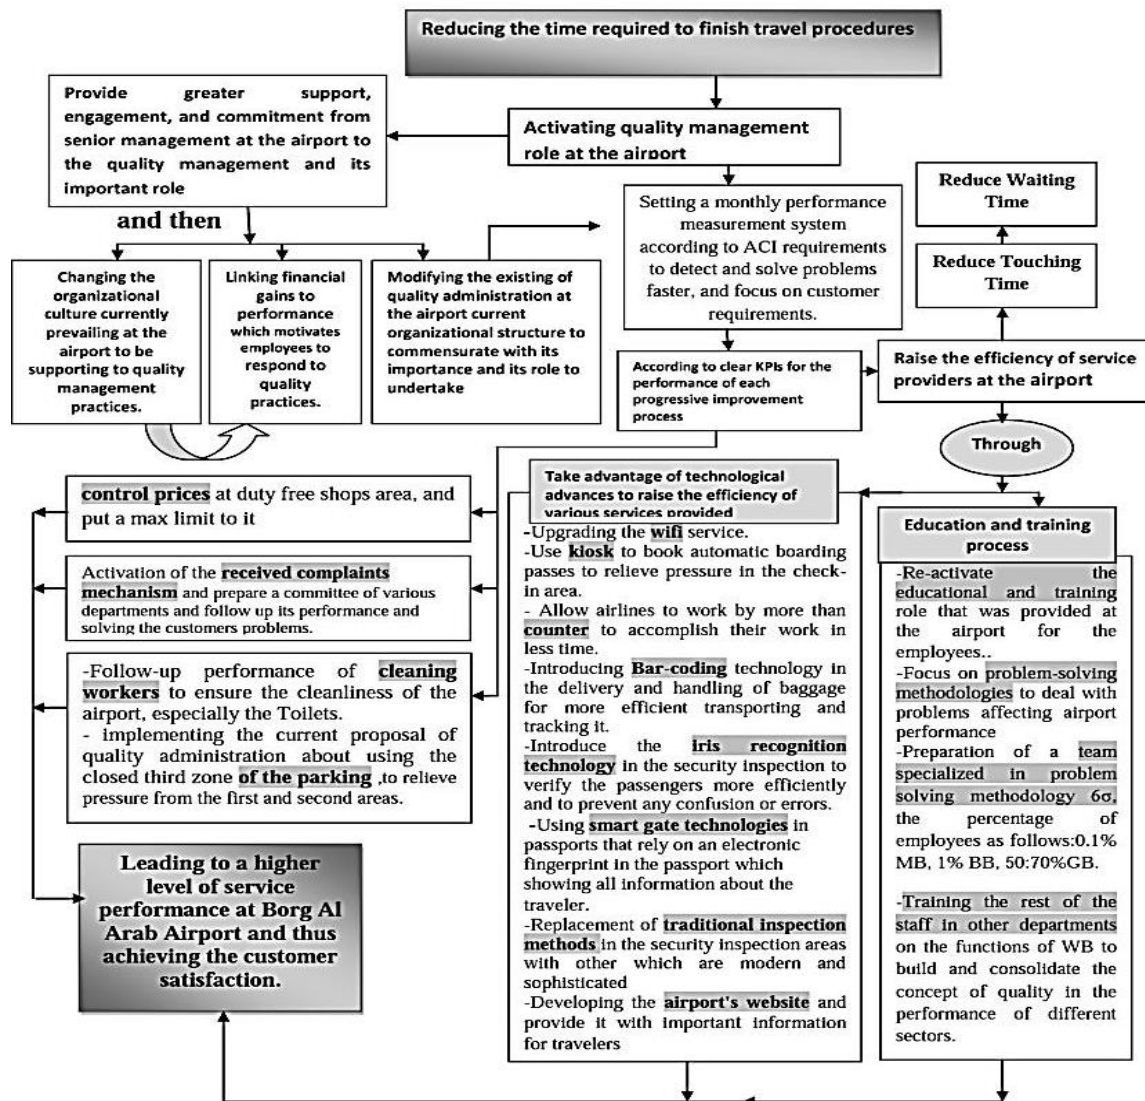 Reducing the time required to finish travel procedures
Provide greater support,
engagement, and commitment from
senior management at the airport to
the quality management and its
important role
Activating quality management
role at the airport
and then
Changing the
organizational
culture currently
prevailing at the
airport to be
supporting to quality
management
practices.
Linking financial
gains to
performance
which motivates
employees to
respond to
quality
practices.
Modifying the existing of
quality administration at
the airport current
organizational structure to
commensurate with its
importance and its role to
undertake
Setting a monthly performance
measurement system
according to ACI requirements
to detect and solve problems
faster, and focus on customer
requirements.
Reduce Waiting
Time
Reduce Touching
Time
According to clear KPIs for the
performance of each
progressive improvement
process
Raise the efficiency of service
providers at the airport
Through
control prices at duty free shops area, and
put a max limit to it
Activation of the received complaints
mechanism and prepare a committee of various
departments and follow up its performance and
solving the customers problems.
-Follow-up performance of cleaning
workers to ensure the cleanliness of the
airport, especially the Toilets.
- implementing the current proposal of
quality administration about using the
closed third zone of the parking ,to relieve
pressure from the first and second areas.
Leading to a higher
level of service
performance at Borg Al
Arab Airport and thus
achieving the customer
satisfaction.
Take advantage of technological
advances to raise the efficiency of
various services provided
-Upgrading the wifi service.
-Use kiosk to book automatic boarding
passes to relieve pressure in the check-
in area.
- Allow airlines to work by more than
counter to accomplish their work in
less time.
-Introducing Bar-coding technology in
the delivery and handling of baggage
for more efficient transporting and
tracking it.
-Introduce the iris recognition
technology in the security inspection to
verify the passengers more efficiently
and to prevent any confusion or errors.
-Using smart gate technologies in
passports that rely on an electronic
fingerprint in the passport which
showing all information about the
traveler.
-Replacement of traditional inspection
methods in the security inspection areas
with other which are modern and
sophisticated
-Developing the airport's website and
provide it with important information
for travelers
Education and training
process
-Re-activate the
educational and training
role that was provided at
the airport for the
employees..
-Focus on problem-solving
methodologies to deal with
problems affecting airport
performance
-Preparation of a team
specialized in problem
solving methodology 6σ,
the percentage of
employees as follows:0.1%
MB, 1% BB, 50:70%GB.
-Training the rest of the
staff in other departments
on the functions of WB to
build and consolidate the
concept of quality in the
performance of different
sectors.